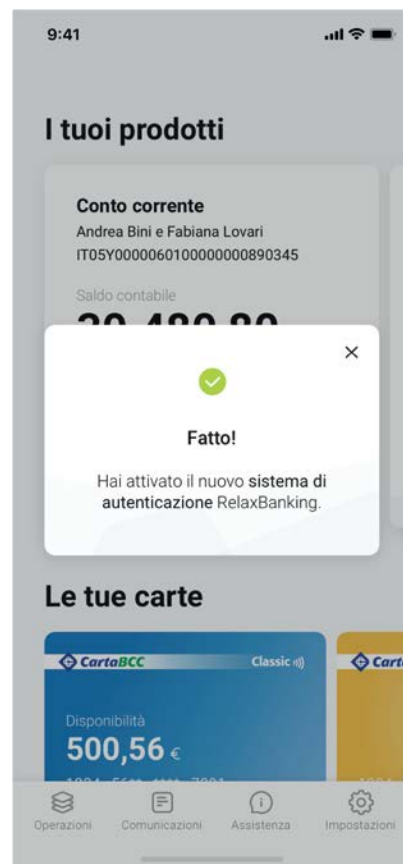 9:41
I tuoi prodotti
Conto corrente
Andrea Bini e Fabiana Lovari
IT05Y0000060100000000890345
Saldo contabile
Fatto!
Hai attivato il nuovo sistema di
autenticazione RelaxBanking.
Le tue carte
CartaBCC Classic
Disponibilità
500,56 €
Operazioni Comunicazioni Assistenza Impostazioni